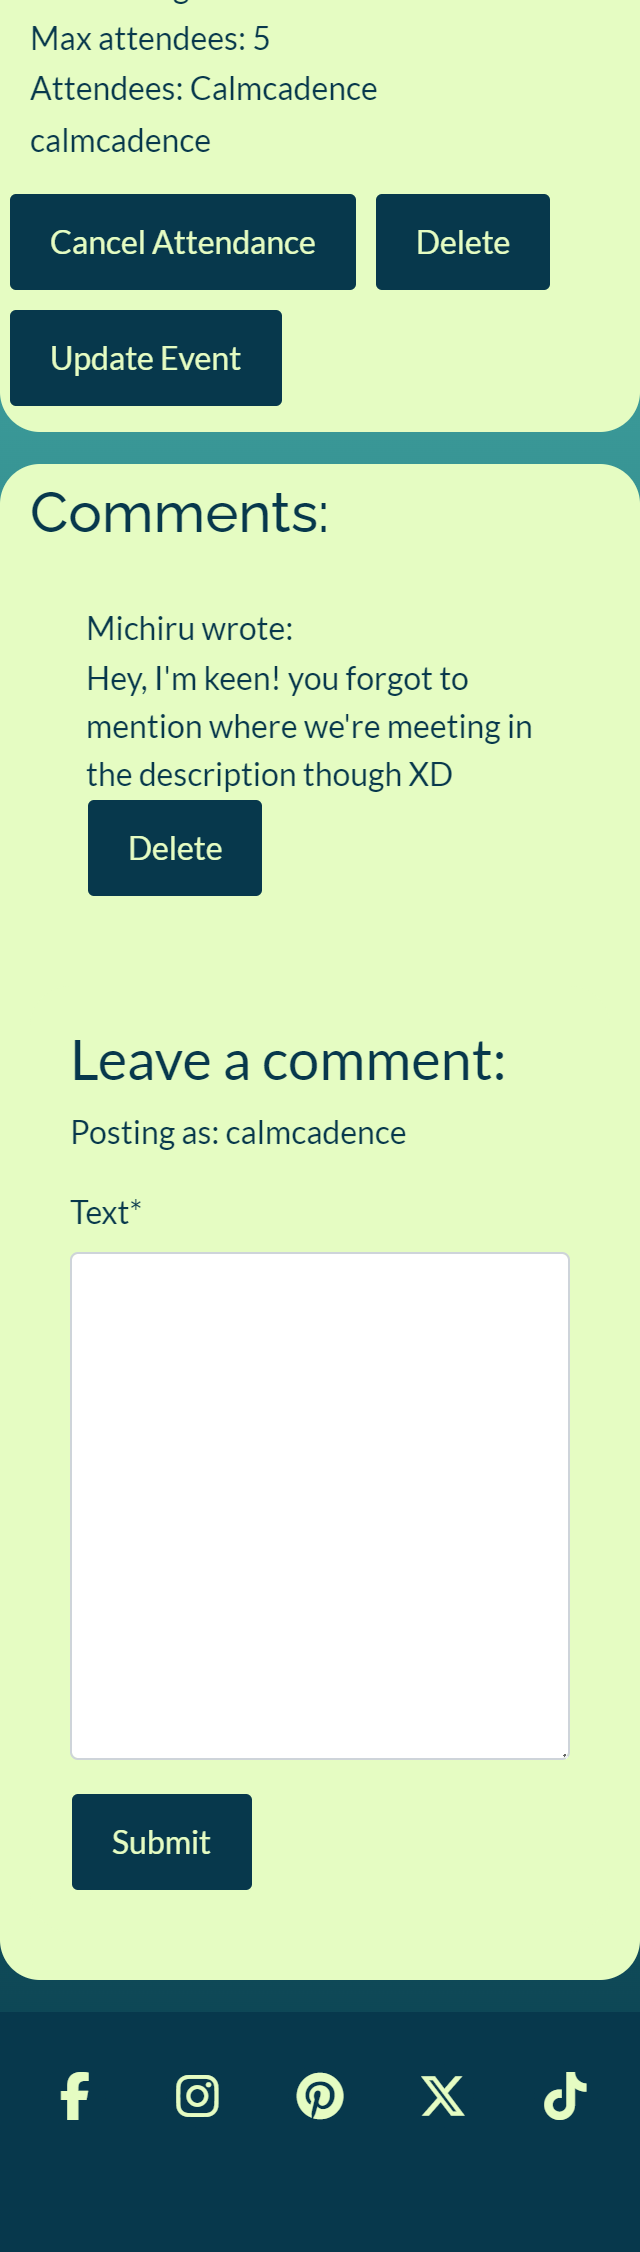 Max attendees: 5
Attendees: Calmcadence
calmcadence
Cancel Attendance
Delete
Update Event
Comments:
Michiru wrote:
Hey, I'm keen! you forgot to
mention where we're meeting in
the description though XD
Delete
Leave a comment:
Posting as: calmcadence
Text*
Submit